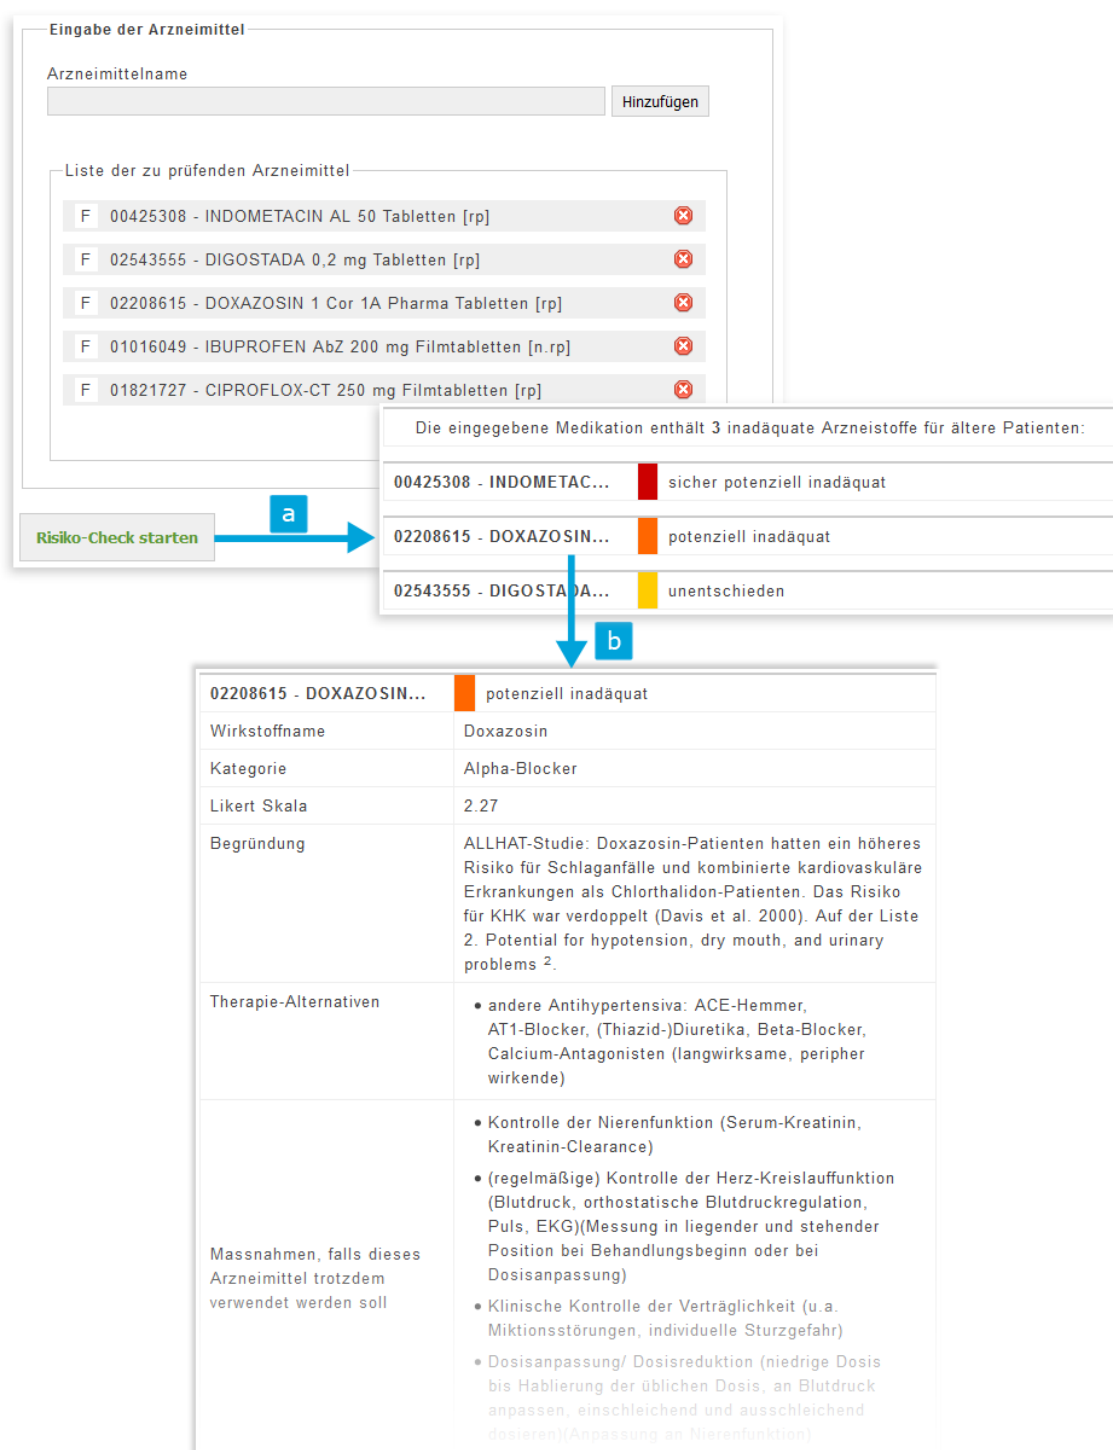 Eingabe der Arzneimittel
Arzneimittelname
Hinzufügen
Liste der zu prüfenden Arzneimittel
F 00425308 - INDOMETACIN AL 50 Tabletten [rp]
F 02543555 - DIGOSTADA 0,2 mg Tabletten [rp]
F 02208615 - DOXAZOSIN 1 Cor 1A Pharma Tabletten [rp]
F 01016049 - IBUPROFEN AbZ 200 mg Filmtabletten [n.rp]
F 01821727 - CIPROFLOX-CT 250 mg Filmtabletten [rp]
Risiko-Check starten
a
Die eingegebene Medikation enthält 3 inadäquate Arzneistoffe für ältere Patienten:
00425308 - INDOMETAC... sicher potenziell inadäquat
02208615 - DOXAZOSIN... potenziell inadäquat
02543555 - DIGOSTADA... unentschieden
b
02208615 - DOXAZOSIN... potenziell inadäquat
Wirkstoffname Doxazosin
Kategorie Alpha-Blocker
Likert Skala 2.27
Begründung ALLHAT-Studie: Doxazosin-Patienten hatten ein höheres
Risiko für Schlaganfälle und kombinierte kardiovaskuläre
Erkrankungen als Chlorthalidon-Patienten. Das Risiko
für KHK war verdoppelt (Davis et al. 2000). Auf der Liste
2. Potential for hypotension, dry mouth, and urinary
problems ².
Therapie-Alternativen • andere Antihypertensiva: ACE-Hemmer,
AT1-Blocker, (Thiazid-)Diuretika, Beta-Blocker,
Calcium-Antagonisten (langwirksame, peripher
wirkende)
Massnahmen, falls dieses
Arzneimittel trotzdem
verwendet werden soll
• Kontrolle der Nierenfunktion (Serum-Kreatinin,
Kreatinin-Clearance)
• (regelmäßige) Kontrolle der Herz-Kreislauffunktion
(Blutdruck, orthostatische Blutdruckregulation,
Puls, EKG)(Messung in liegender und stehender
Position bei Behandlungsbeginn oder bei
Dosisanpassung)
• Klinische Kontrolle der Verträglichkeit (u.a.
Miktionsstörungen, individuelle Sturzgefahr)
• Dosisanpassung/ Dosisreduktion (niedrige Dosis
bis Hablierung der üblichen Dosis, an Blutdruck
anpassen, einschleichend und ausschleichend
dosieren)(Anpassung an Nierenfunktion)